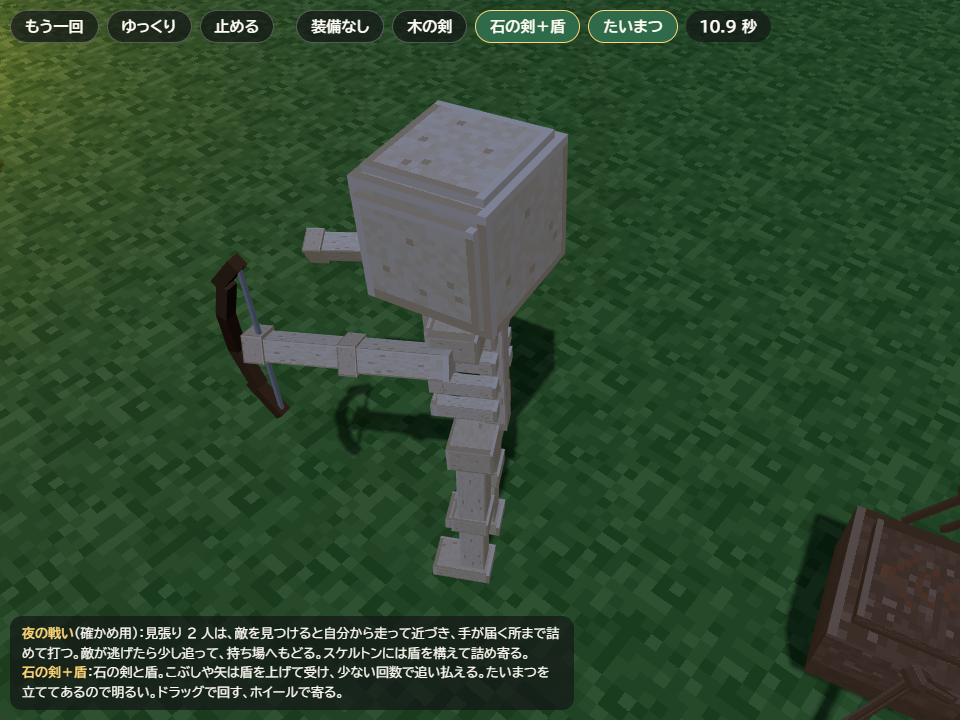 もう一回 ゆっくり 止める 装備なし 木の剣 石の剣＋盾 たいまつ 10.9 秒
夜の戦い（確かめ用）：見張り 2 人は、敵を見つけると自分から走って近づき、手が届く所まで詰
めて打つ。敵が逃げたら少し追って、持ち場へもどる。スケルトンには盾を構えて詰め寄る。
石の剣＋盾：石の剣と盾。こぶしや矢は盾を上げて受け、少ない回数で追い払える。たいまつを
立ててあるので明るい。ドラッグで回す、ホイールで寄る。